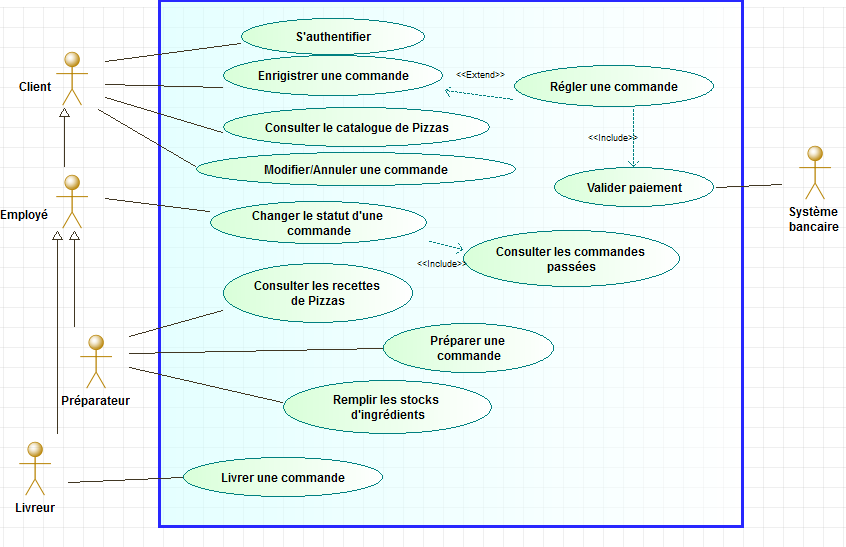 S'authentifier
Enrigistrer une commande
<<Extend>>
Régler une commande
Client
Consulter le catalogue de Pizzas
<<Include>>
Modifier/Annuler une commande
Valider paiement
Système
bancaire
Employé
Changer le statut d'une
commande
<<Include>>
Consulter les commandes
passées
Consulter les recettes
de Pizzas
Préparer une
commande
Préparateur
Remplir les stocks
d'ingrédients
Livrer une commande
Livreur